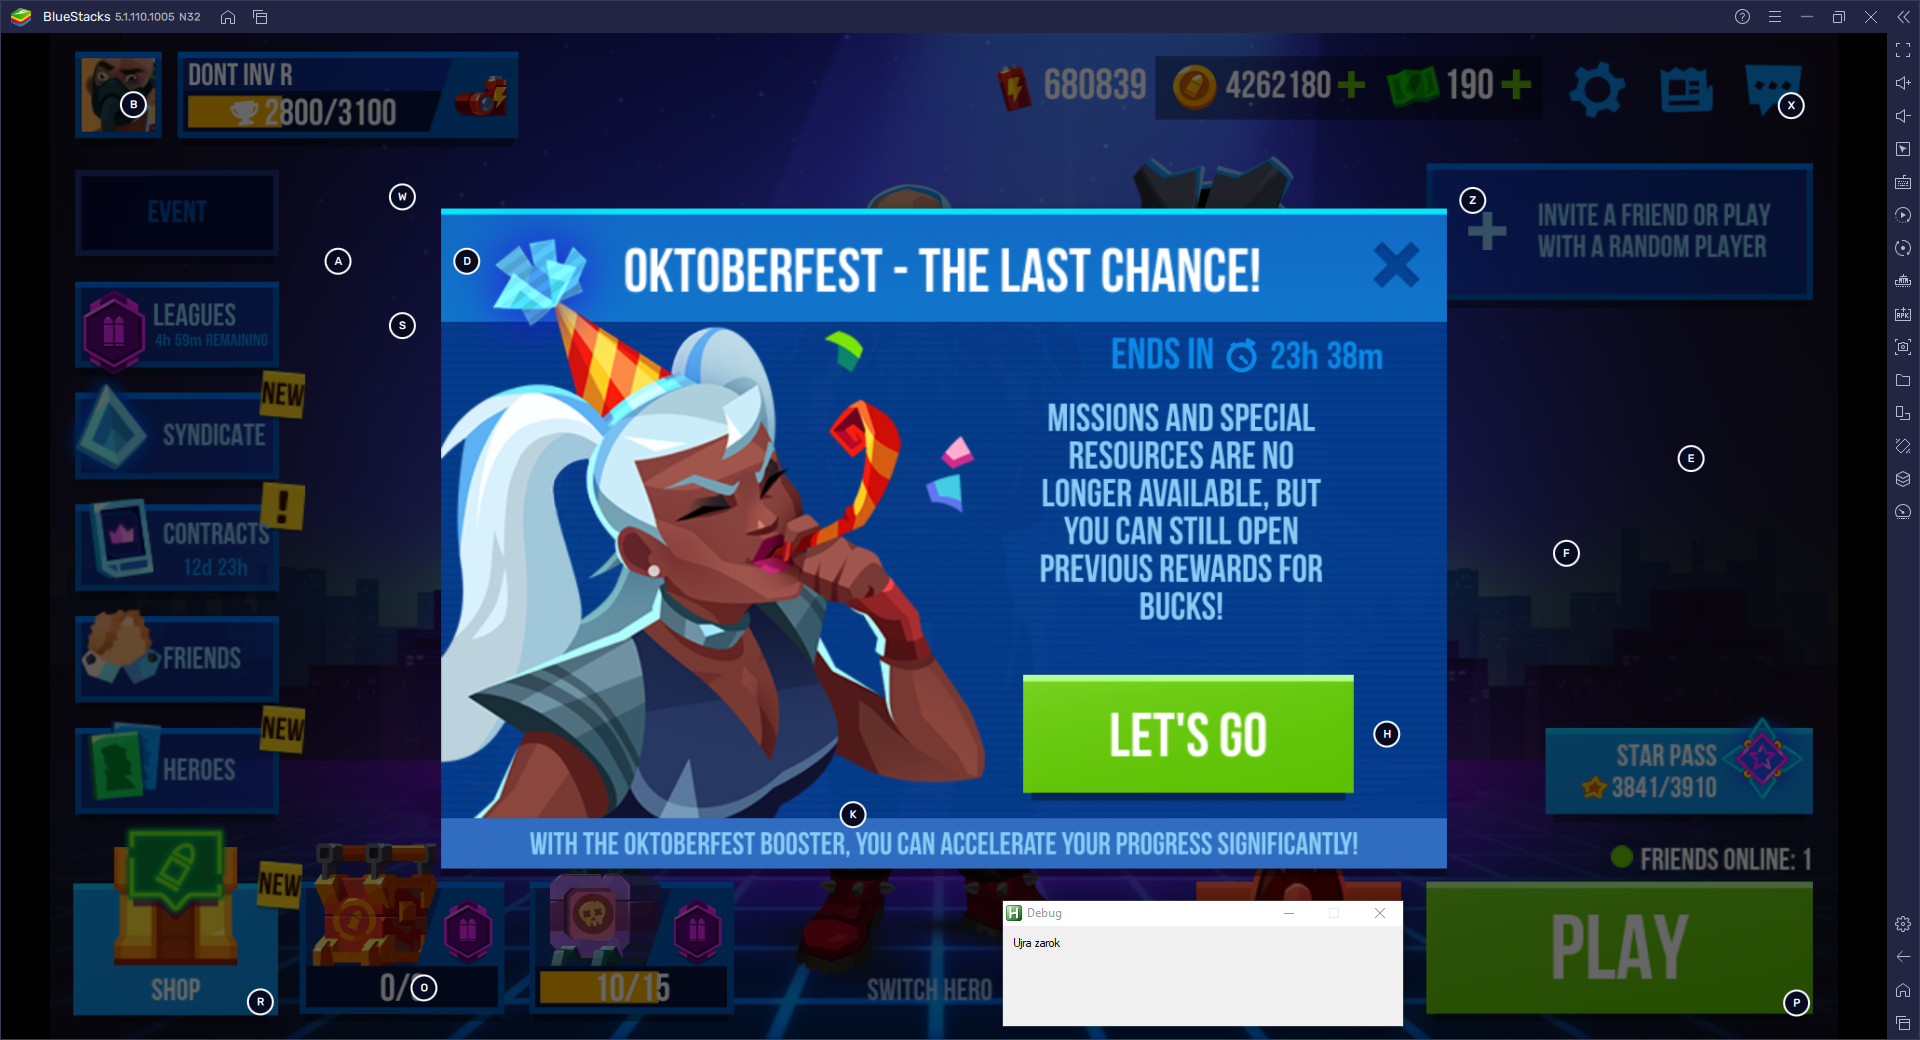 BlueStacks 5.1.110.1005 N32
DONT INV R
2800/3100
680839
4262180
190
B
X
EVENT
W
Z
INVITE A FRIEND OR PLAY
WITH A RANDOM PLAYER
A
D
OKTOBERFEST - THE LAST CHANCE!
LEAGUES
4h 59m REMAINING
S
ENDS IN 23h 38m
NEW
SYNDICATE
MISSIONS AND SPECIAL
RESOURCES ARE NO
LONGER AVAILABLE, BUT
YOU CAN STILL OPEN
PREVIOUS REWARDS FOR
BUCKS!
E
!
CONTRACTS
12d 23h
F
FRIENDS
NEW
HEROES
LET'S GO
H
STAR PASS
3841/3910
K
WITH THE OKTOBERFEST BOOSTER, YOU CAN ACCELERATE YOUR PROGRESS SIGNIFICANTLY!
FRIENDS ONLINE: 1
NEW
SHOP
R
0/
O
10/15
SWITCH HERO
Debug
Ujra zarok
PLAY
P